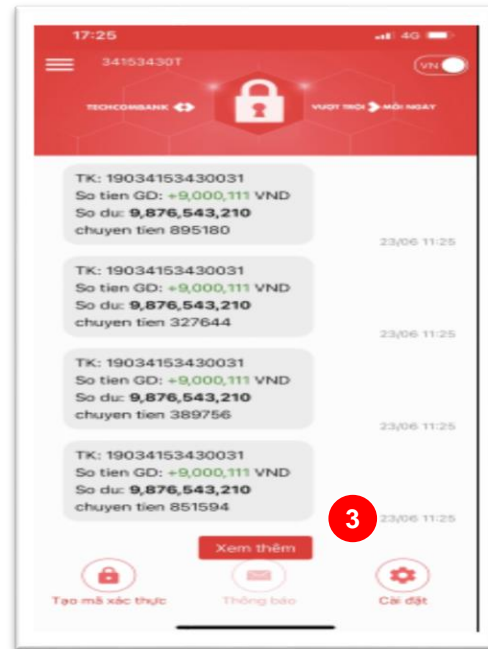 17:25
4G
34153430T
VN
TECHCOMBANK
VƯỢT TRỘI MỖI NGÀY
TK: 19034153430031
So tien GD: +9,000,111 VND
So du: 9,876,543,210
chuyen tien 895180
23/06 11:25
TK: 19034153430031
So tien GD: +9,000,111 VND
So du: 9,876,543,210
chuyen tien 327644
23/06 11:25
TK: 19034153430031
So tien GD: +9,000,111 VND
So du: 9,876,543,210
chuyen tien 389756
23/06 11:25
TK: 19034153430031
So tien GD: +9,000,111 VND
So du: 9,876,543,210
chuyen tien 851594
3
23/06 11:25
Xem thêm
Tạo mã xác thực
Thông báo
Cài đặt